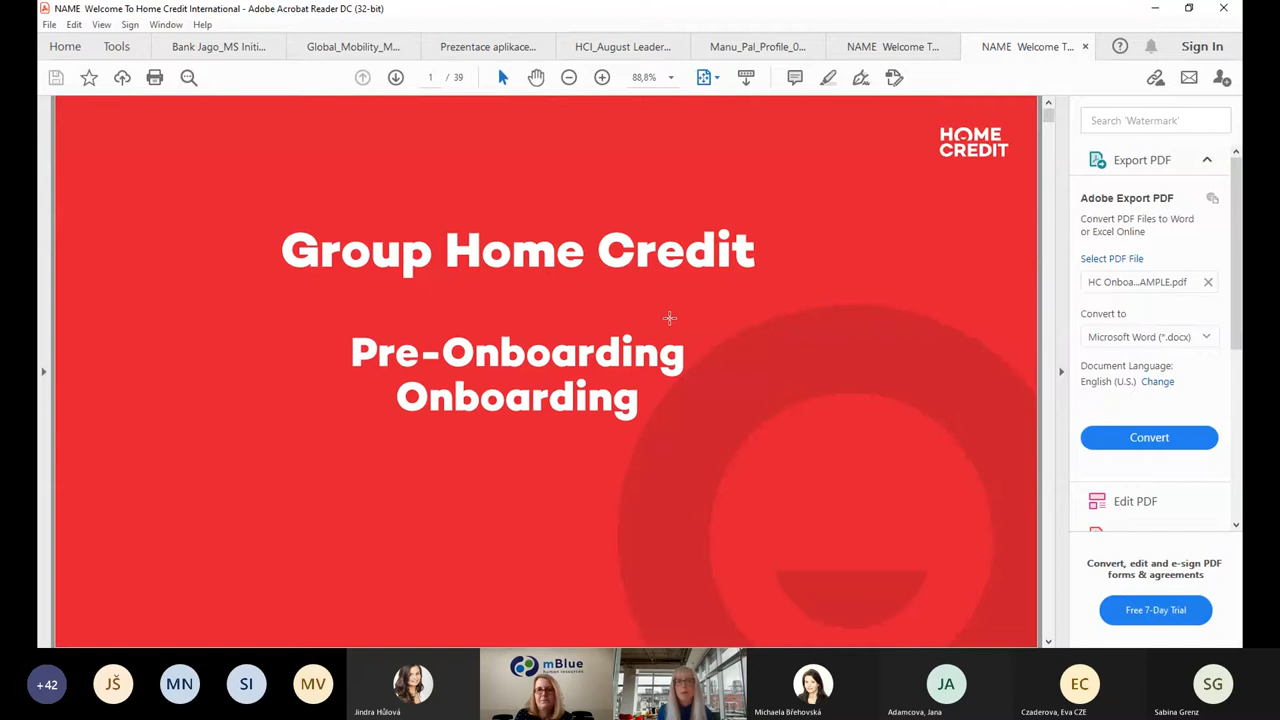 NAME Welcome To Home Credit International - Adobe Acrobat Reader DC (32-bit)
File Edit View Sign Window Help
Home Tools Bank Jago_MS Initi... Global_Mobility_M... Prezentace aplikace... HCI_August Leader... Manu_Pal_Profile_0... NAME Welcome T... NAME Welcome T... × Sign In
1 / 39 88,8%
HOME
CREDIT
Group Home Credit
Pre-Onboarding
Onboarding
Search 'Watermark'
Export PDF
Adobe Export PDF
Convert PDF Files to Word
or Excel Online
Select PDF File
HC Onboa...AMPLE.pdf
Convert to
Microsoft Word (*.docx)
Document Language:
English (U.S.) Change
Convert
Edit PDF
Convert, edit and e-sign PDF
forms & agreements
Free 7-Day Trial
+42 JŠ MN SI MV mBlue JA EC SG
human resources
Jindra Hůlová Michaela Břehovská Adamcova, Jana Czaderova, Eva CZE Sabina Grenz